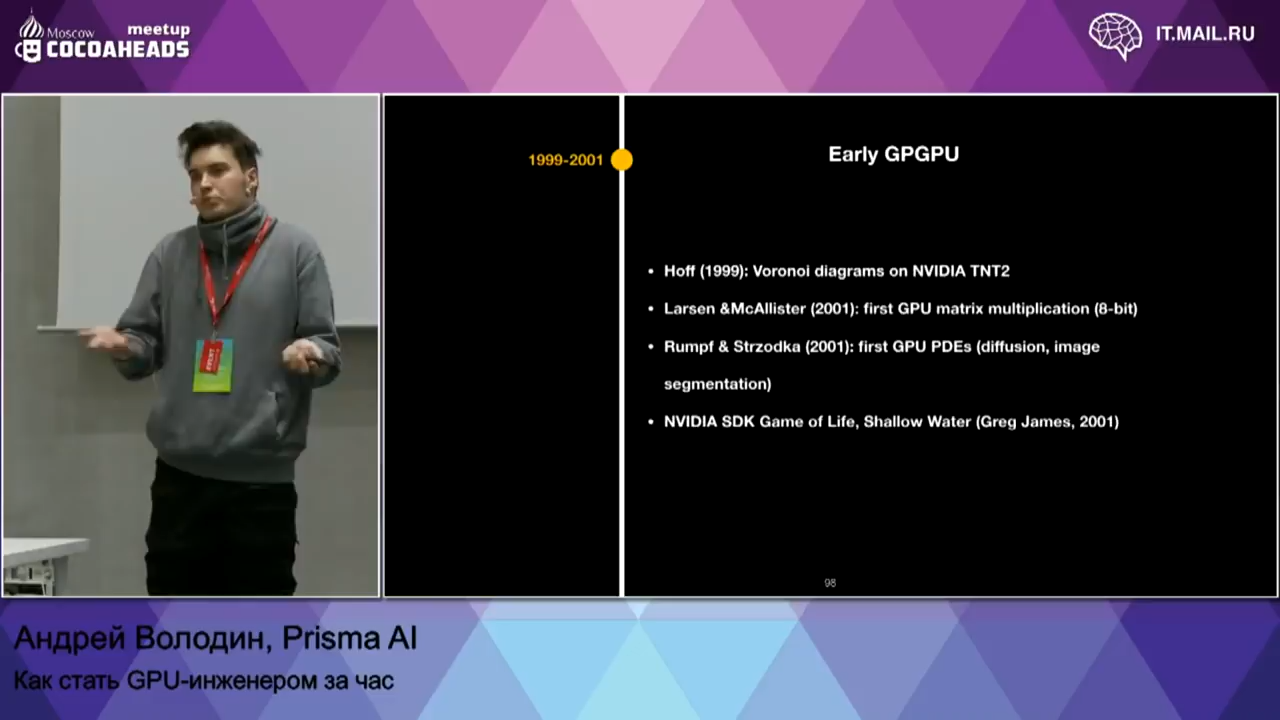 Moscow meetup
COCOAHEADS
IT.MAIL.RU
1999-2001
Early GPGPU
• Hoff (1999): Voronoi diagrams on NVIDIA TNT2
• Larsen &McAllister (2001): first GPU matrix multiplication (8-bit)
• Rumpf & Strzodka (2001): first GPU PDEs (diffusion, image
segmentation)
• NVIDIA SDK Game of Life, Shallow Water (Greg James, 2001)
98
Андрей Володин, Prisma AI
Как стать GPU-инженером за час